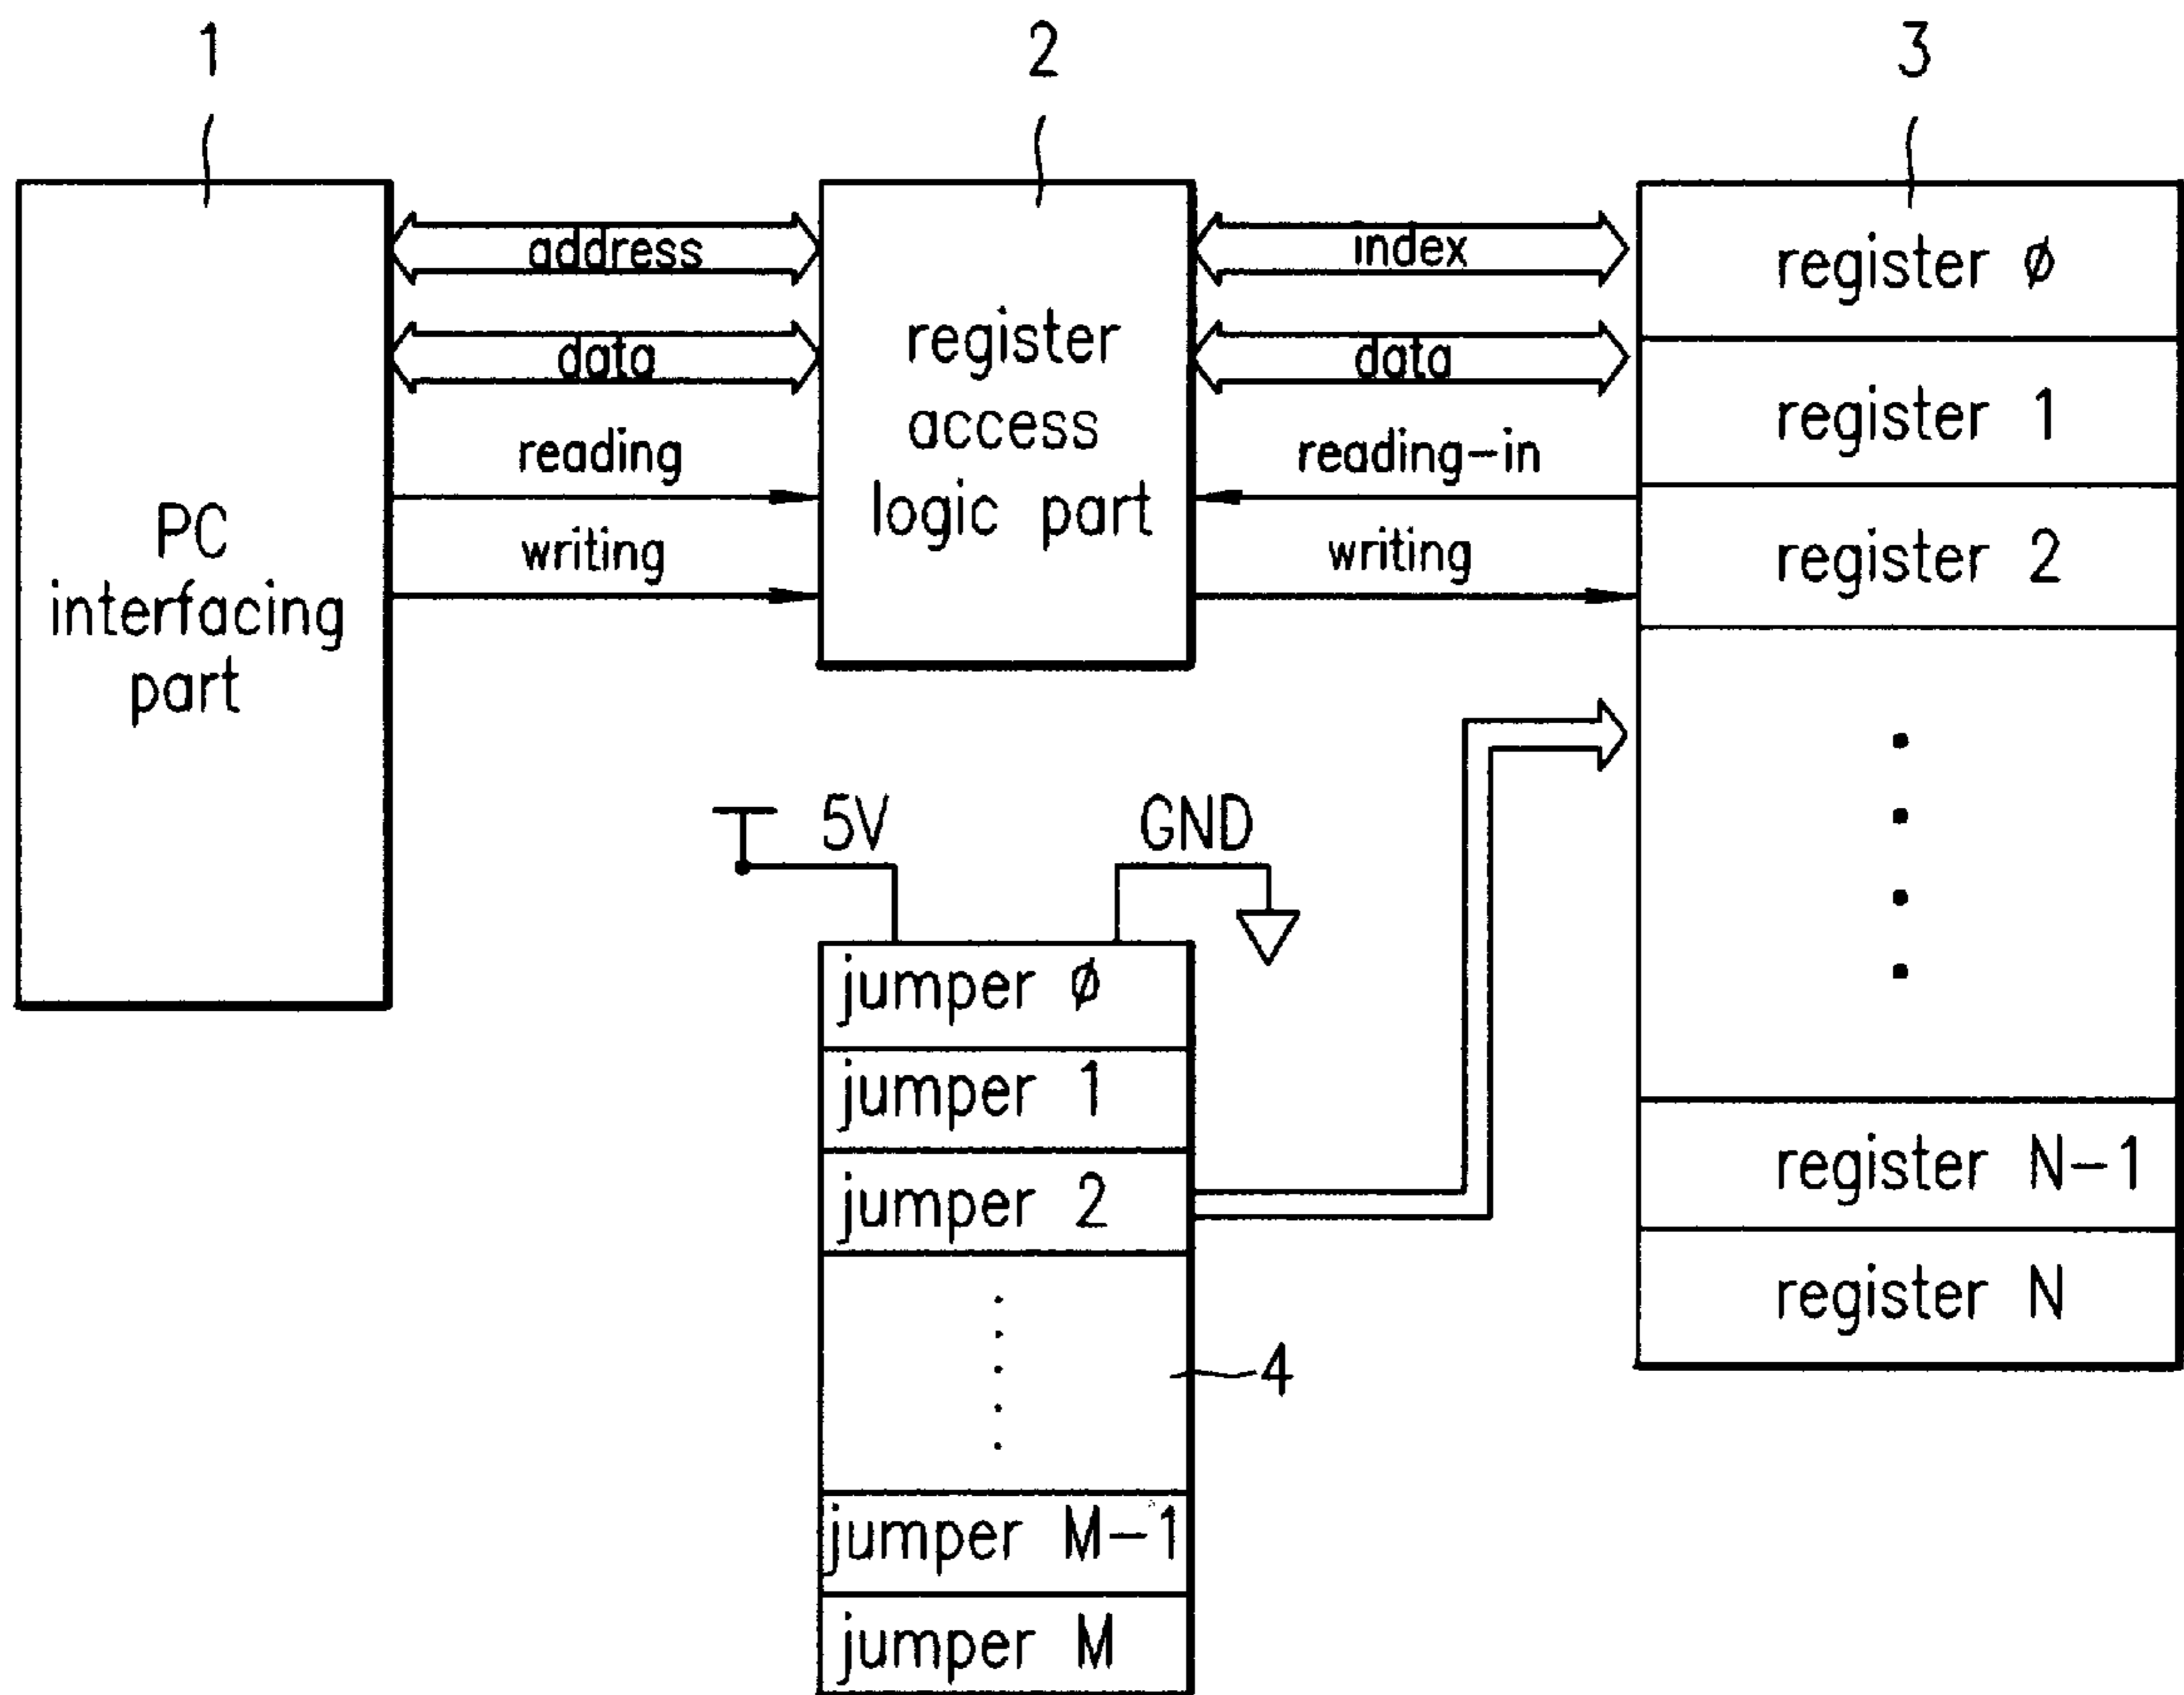 1
2
3
address
index
register ø
data
data
register
access
logic part
register 1
reading
reading-in
writing
writing
register 2
PC
interfacing
part
5V
GND
jumper ø
jumper 1
jumper 2
register N-1
register N
4
jumper M-1
jumper M